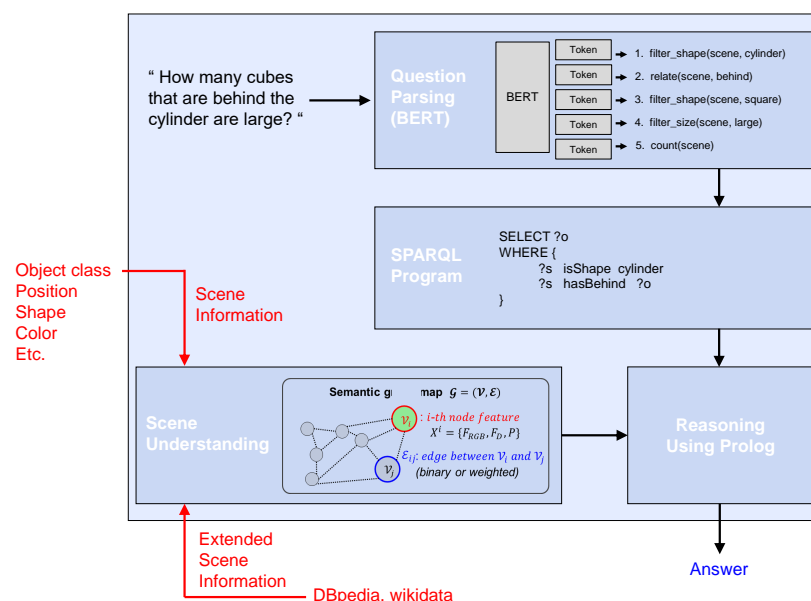 “ How many cubes
that are behind the
cylinder are large? “
Question
Parsing
(BERT)
BERT
Token
Token
Token
Token
Token
1. filter_shape(scene, cylinder)
2. relate(scene, behind)
3. filter_shape(scene, square)
4. filter_size(scene, large)
5. count(scene)
SPARQL
Program
SELECT ?o
WHERE {
?s isShape cylinder
?s hasBehind ?o
}
Object class
Position
Shape
Color
Etc.
Scene
Information
Scene
Understanding
Semantic gr map 𝒢 = (𝒱, ℰ)
𝒱i : i-th node feature
X^i = {F_RGB, F_D, P}
𝒱j ℰij: edge between 𝒱i and 𝒱j
(binary or weighted)
Reasoning
Using Prolog
Extended
Scene
Information
Answer
DBpedia, wikidata